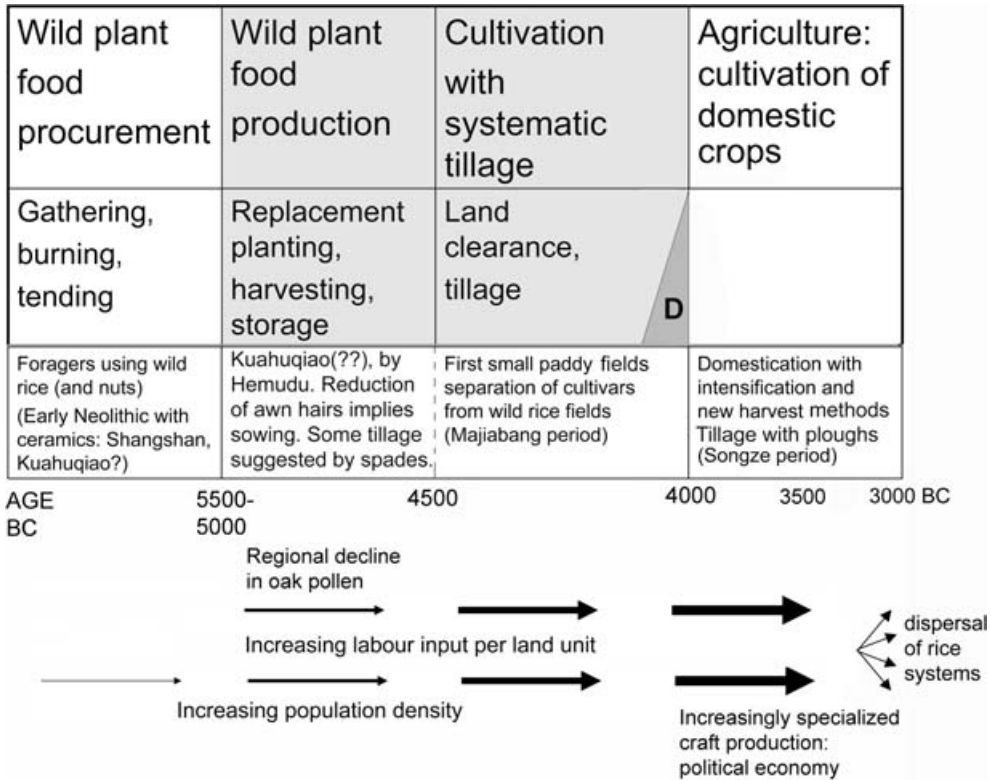 Wild plant
food
procurement
Wild plant
food
production
Cultivation
with
systematic
tillage
Agriculture:
cultivation of
domestic
crops
Gathering,
burning,
tending
Replacement
planting,
harvesting,
storage
Land
clearance,
tillage
D
Foragers using wild
rice (and nuts)
(Early Neolithic with
ceramics: Shangshan,
Kuahuqiao?)
Kuahuqiao(??), by
Hemudu. Reduction
of awn hairs implies
sowing. Some tillage
suggested by spades.
First small paddy fields
separation of cultivars
from wild rice fields
(Majiabang period)
Domestication with
intensification and
new harvest methods
Tillage with ploughs
(Songze period)
AGE
BC
5500-
5000
4500
4000
3500
3000 BC
Regional decline
in oak pollen
Increasing labour input per land unit
Increasing population density
dispersal
of rice
systems
Increasingly specialized
craft production:
political economy